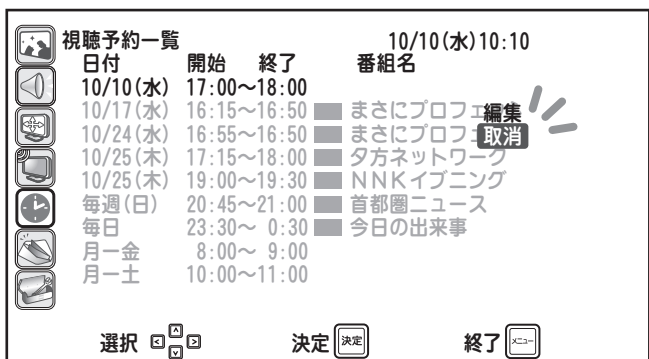 視聴予約一覧 10/10(水)10:10
日付 開始 終了 番組名
10/10(水) 17:00〜18:00
10/17(水) 16:15〜16:50 まさにプロフェ 編集
10/24(水) 16:55〜16:50 まさにプロフェ 取消
10/25(木) 17:15〜18:00 夕方ネットワーク
10/25(木) 19:00〜19:30 NNKイブニング
毎週(日) 20:45〜21:00 首都圏ニュース
毎日 23:30〜 0:30 今日の出来事
月ー金 8:00〜 9:00
月ー土 10:00〜11:00
選択 決定 決定 終了 メニュー